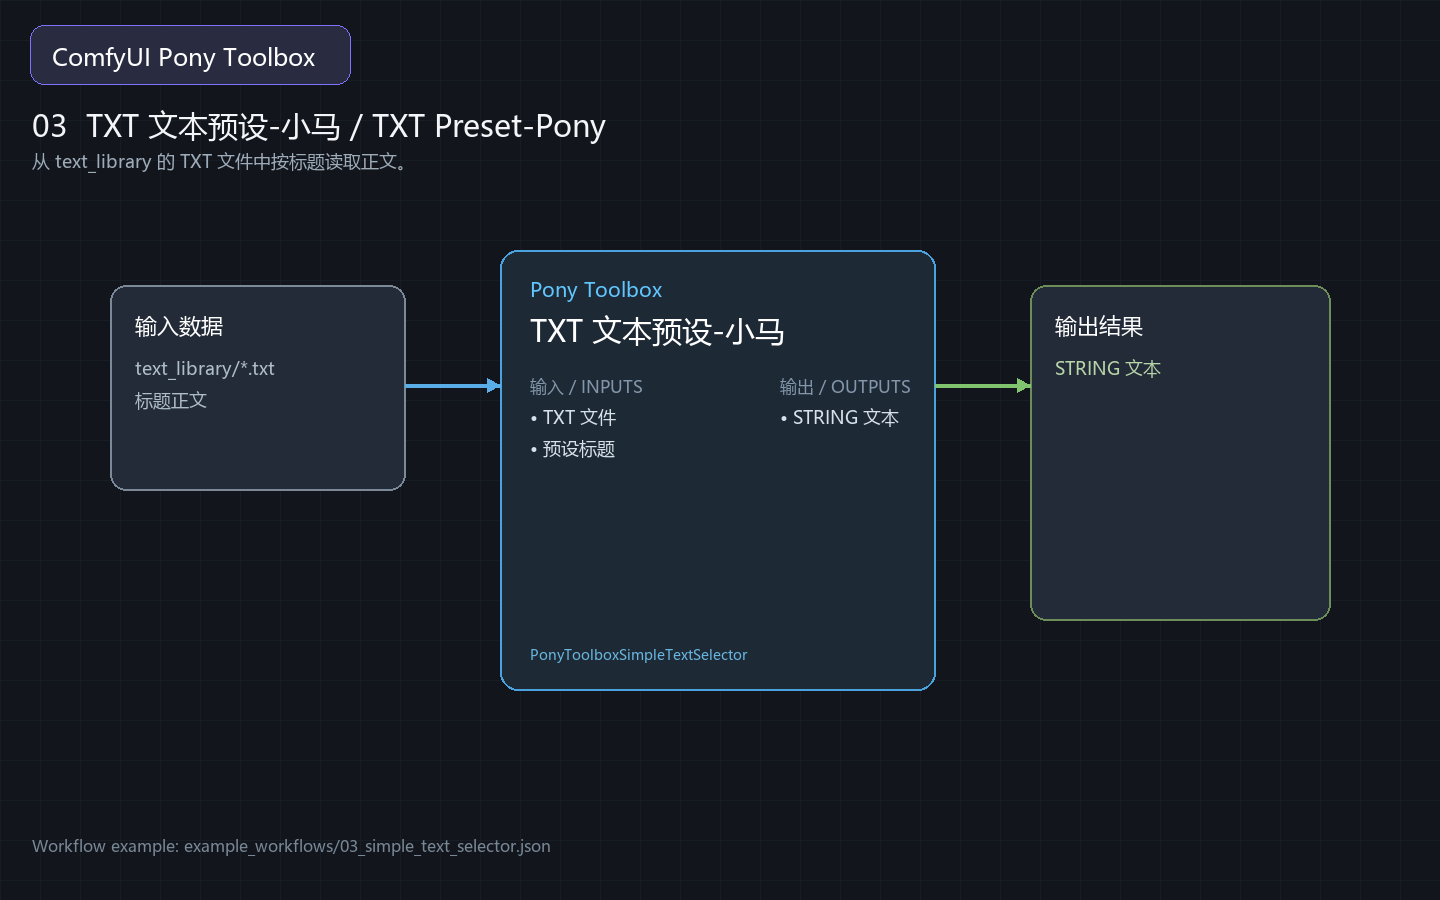 ComfyUI Pony Toolbox
03 TXT 文本预设-小马 / TXT Preset-Pony
从 text_library 的 TXT 文件中按标题读取正文。
输入数据
text_library/*.txt
标题正文
Pony Toolbox
TXT 文本预设-小马
输入 / INPUTS
• TXT 文件
• 预设标题
输出 / OUTPUTS
• STRING 文本
PonyToolboxSimpleTextSelector
输出结果
STRING 文本
Workflow example: example_workflows/03_simple_text_selector.json